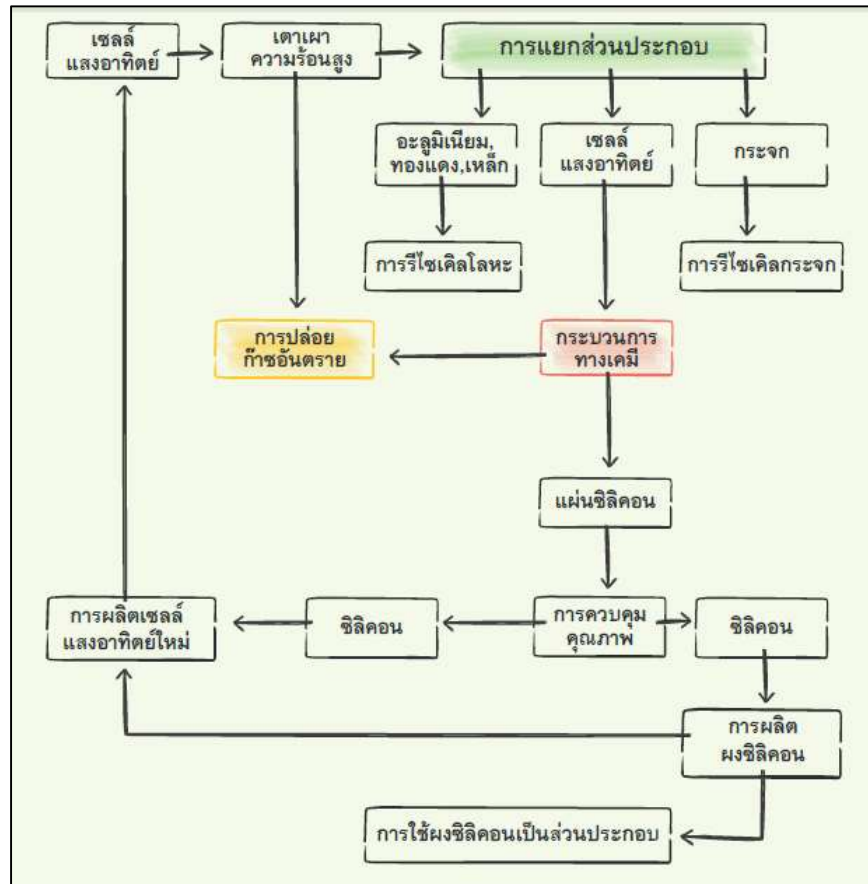 เซลล์
แสงอาทิตย์
เตาเผา
ความร้อนสูง
การแยกส่วนประกอบ
อะลูมิเนียม,
ทองแดง,เหล็ก
เซลล์
แสงอาทิตย์
กระจก
การรีไซเคิลโลหะ
การรีไซเคิลกระจก
การปล่อย
ก๊าซอันตราย
กระบวนการ
ทางเคมี
แผ่นซิลิคอน
การผลิตเซลล์
แสงอาทิตย์ใหม่
ซิลิคอน
การควบคุม
คุณภาพ
ซิลิคอน
การผลิต
ผงซิลิคอน
การใช้ผงซิลิคอนเป็นส่วนประกอบ